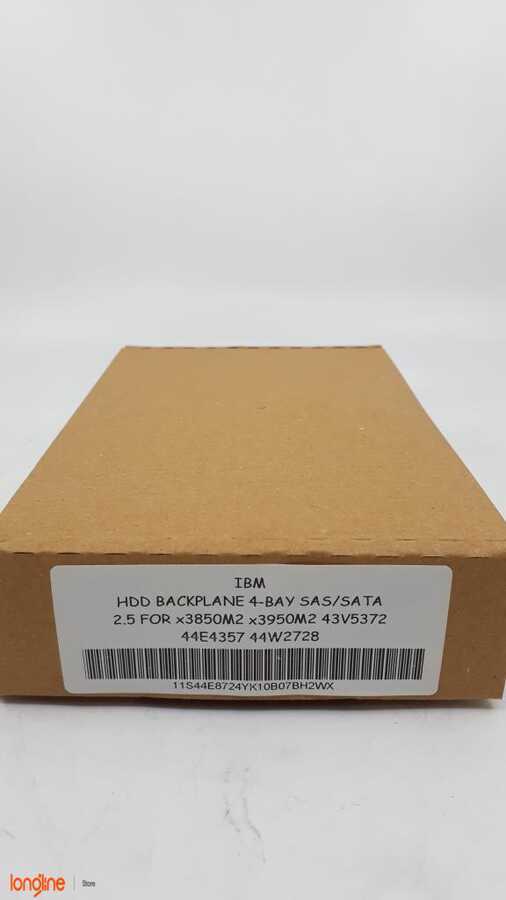 IBM
HDD BACKPLANE 4-BAY SAS/SATA
2.5 FOR x3850M2 x3950M2 43V5372
44E4357 44W2728
11S44E8724YK10B07BH2WX
longline | Store